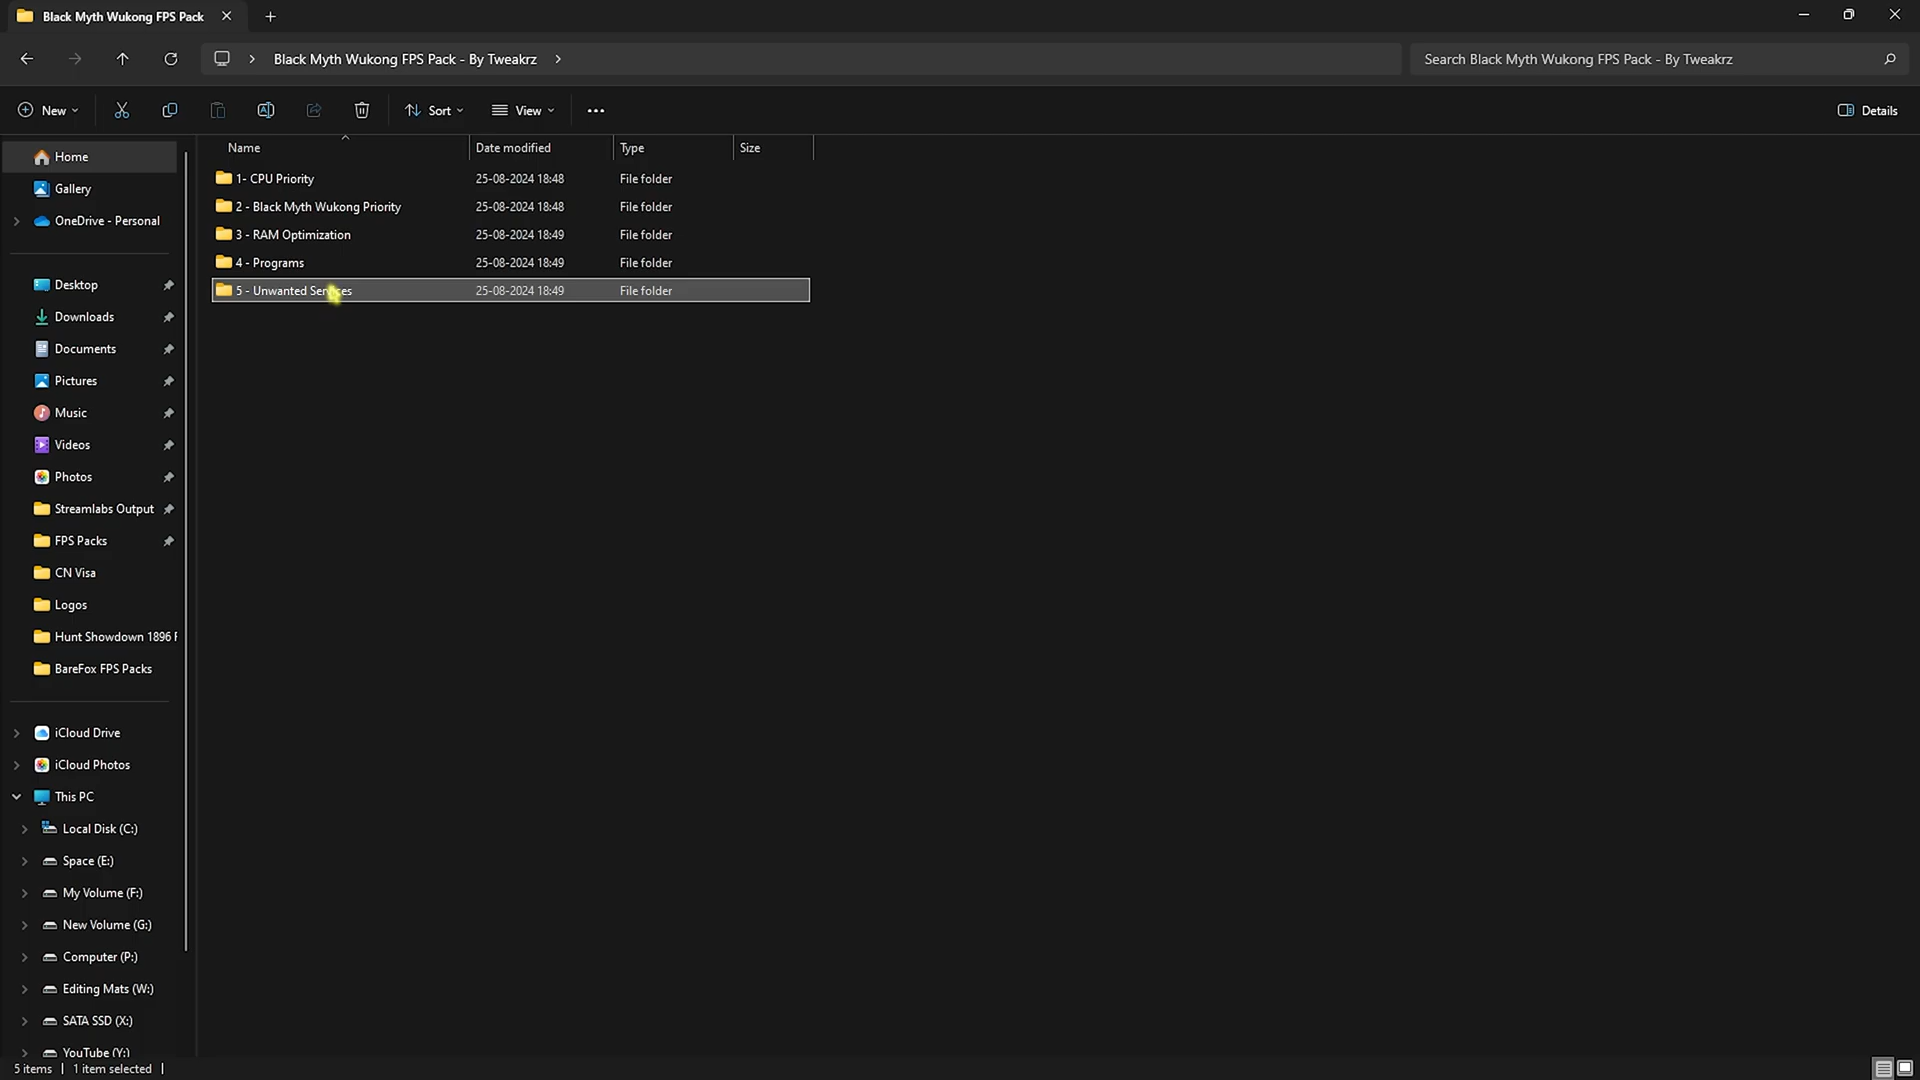 Black Myth Wukong FPS Pack
Black Myth Wukong FPS Pack - By Tweakrz
Search Black Myth Wukong FPS Pack - By Tweakrz
New
Sort
View
Details
Name Date modified Type Size
1- CPU Priority 25-08-2024 18:48 File folder
2 - Black Myth Wukong Priority 25-08-2024 18:48 File folder
3 - RAM Optimization 25-08-2024 18:49 File folder
4 - Programs 25-08-2024 18:49 File folder
5 - Unwanted Services 25-08-2024 18:49 File folder
Home
Gallery
OneDrive - Personal
Desktop
Downloads
Documents
Pictures
Music
Videos
Photos
Streamlabs Output
FPS Packs
CN Visa
Logos
Hunt Showdown 1896 F
BareFox FPS Packs
iCloud Drive
iCloud Photos
This PC
Local Disk (C:)
Space (E:)
My Volume (F:)
New Volume (G:)
Computer (P:)
Editing Mats (W:)
SATA SSD (X:)
YouTube (Y:)
5 items 1 item selected